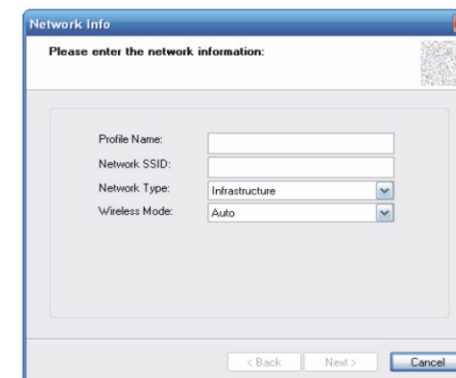 Network Info
Please enter the network information:
Profile Name:
Network SSID:
Network Type: Infrastructure
Wireless Mode: Auto
< Back Next > Cancel